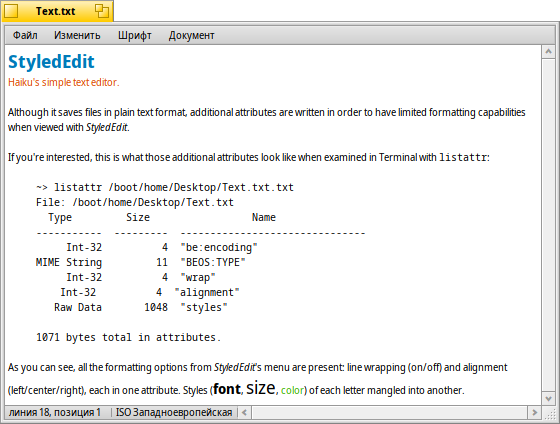 Text.txt
Файл Изменить Шрифт Документ
StyledEdit
Haiku's simple text editor.
Although it saves files in plain text format, additional attributes are written in order to have limited formatting capabilities
when viewed with StyledEdit.
If you're interested, this is what those additional attributes look like when examined in Terminal with listattr:
~> listattr /boot/home/Desktop/Text.txt.txt
File: /boot/home/Desktop/Text.txt
Type Size Name
----------- --------- -------------------------------
Int-32 4 "be:encoding"
MIME String 11 "BEOS:TYPE"
Int-32 4 "wrap"
Int-32 4 "alignment"
Raw Data 1048 "styles"
1071 bytes total in attributes.
As you can see, all the formatting options from StyledEdit's menu are present: line wrapping (on/off) and alignment
(left/center/right), each in one attribute. Styles (font, size, color) of each letter mangled into another.
линия 18, позиция 1 ISO Западноевропейская